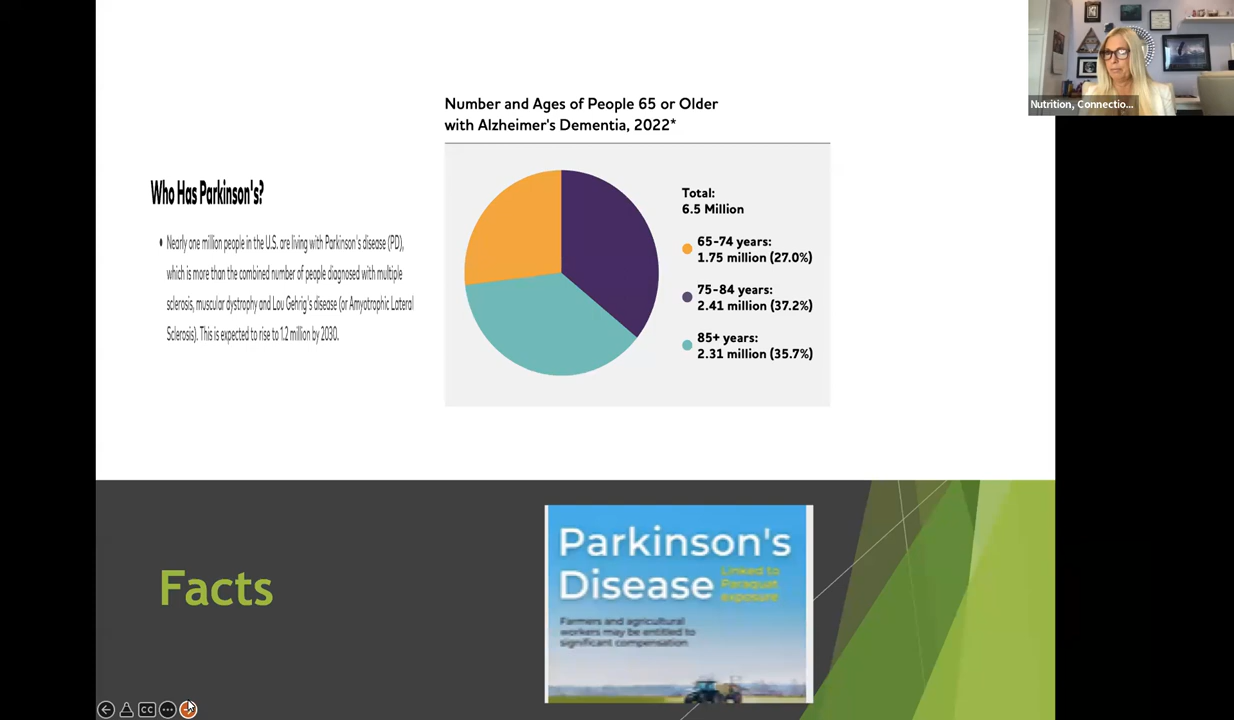 Number and Ages of People 65 or Older
with Alzheimer's Dementia, 2022*
Who Has Parkinson's?
• Nearly one million people in the U.S. are living with Parkinson's disease (PD),
which is more than the combined number of people diagnosed with multiple
sclerosis, muscular dystrophy and Lou Gehrig's disease (or Amyotrophic Lateral
Sclerosis). This is expected to rise to 1.2 million by 2030.
Total:
6.5 Million
65-74 years:
1.75 million (27.0%)
75-84 years:
2.41 million (37.2%)
85+ years:
2.31 million (35.7%)
Nutrition, Connectio...
Facts
Parkinson's
Disease
Linked to
Paraquat
exposure
Farmers and agricultural
workers may be entitled to
significant compensation
CC